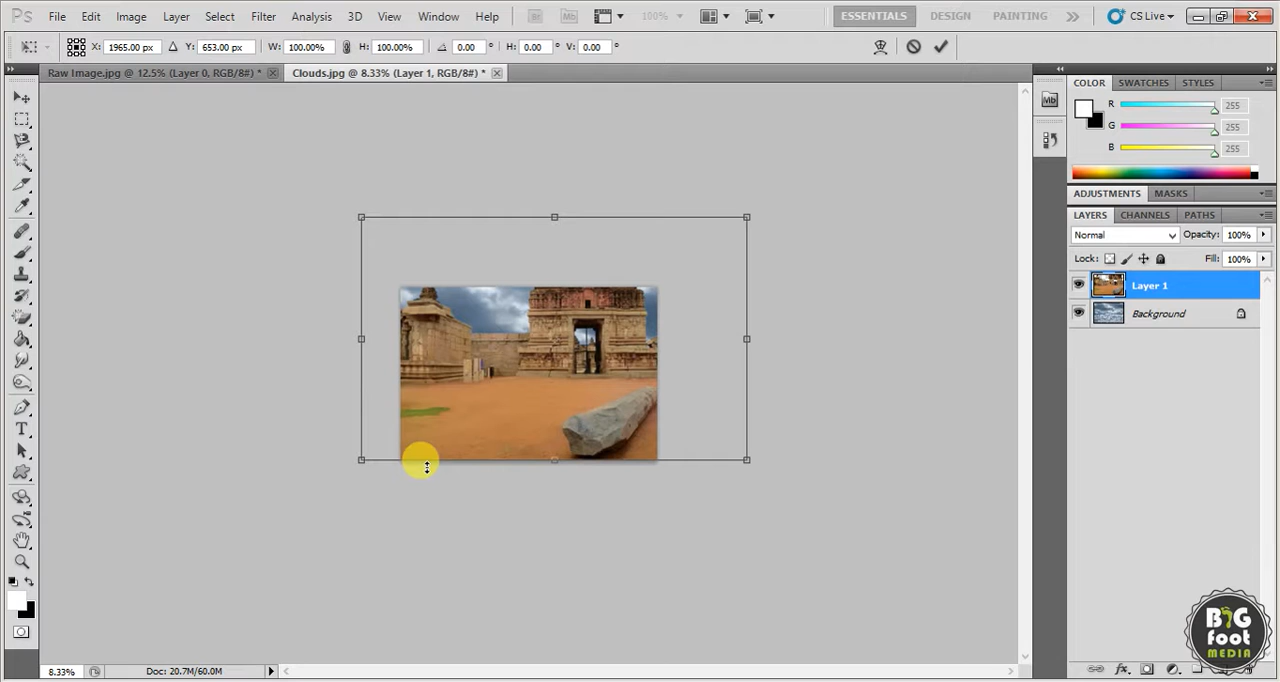 Ps File Edit Image Layer Select Filter Analysis 3D View Window Help Br Mb 100% ESSENTIALS DESIGN PAINTING CS Live
X: 1965.00 px Y: 653.00 px W: 100.00% H: 100.00% 0.00 ° H: 0.00 ° V: 0.00 °
Raw Image.jpg @ 12.5% (Layer 0, RGB/8#) * Clouds.jpg @ 8.33% (Layer 1, RGB/8#) *
COLOR SWATCHES STYLES
Mb
R 255
G 255
B 255
ADJUSTMENTS MASKS
LAYERS CHANNELS PATHS
Normal Opacity: 100%
Lock: Fill: 100%
Layer 1
Background
T
BIG
foot
MEDIA
8.33% Doc: 20.7M/60.0M
fx